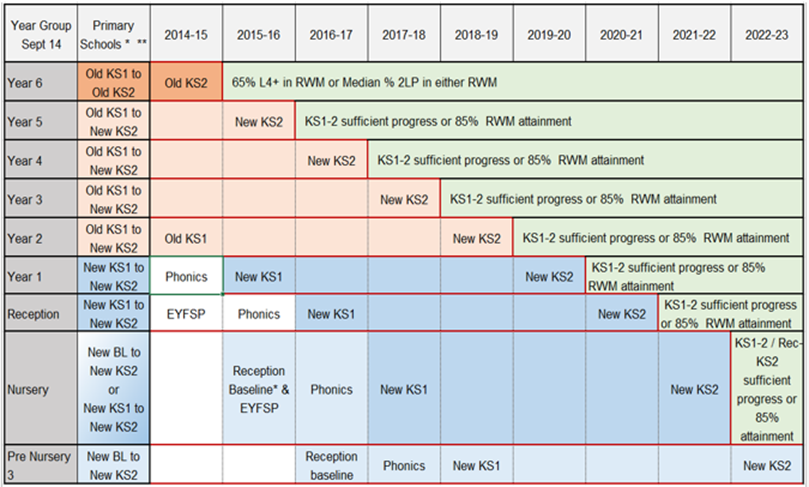 Year Group
Sept 14
Primary
Schools * **
2014-15
2015-16
2016-17
2017-18
2018-19
2019-20
2020-21
2021-22
2022-23
Year 6
Old KS1 to
Old KS2
Old KS2
65% L4+ in RWM or Median % 2LP in either RWM
Year 5
Old KS1 to
New KS2
New KS2
KS1-2 sufficient progress or 85% RWM attainment
Year 4
Old KS1 to
New KS2
New KS2
KS1-2 sufficient progress or 85% RWM attainment
Year 3
Old KS1 to
New KS2
New KS2
KS1-2 sufficient progress or 85% RWM attainment
Year 2
Old KS1 to
New KS2
Old KS1
New KS2
KS1-2 sufficient progress or 85% RWM attainment
Year 1
New KS1 to
New KS2
Phonics
New KS1
New KS2
KS1-2 sufficient progress or 85%
RWM attainment
Reception
New KS1 to
New KS2
EYFSP
Phonics
New KS1
New KS2
KS1-2 sufficient progress
or 85% RWM attainment
Nursery
New BL to
New KS2
or
New KS1 to
New KS2
Reception
Baseline* &
EYFSP
Phonics
New KS1
New KS2
KS1-2 / Rec-
KS2
sufficient
progress or
85%
attainment
Pre Nursery
3
New BL to
New KS2
Reception
baseline
Phonics
New KS1
New KS2